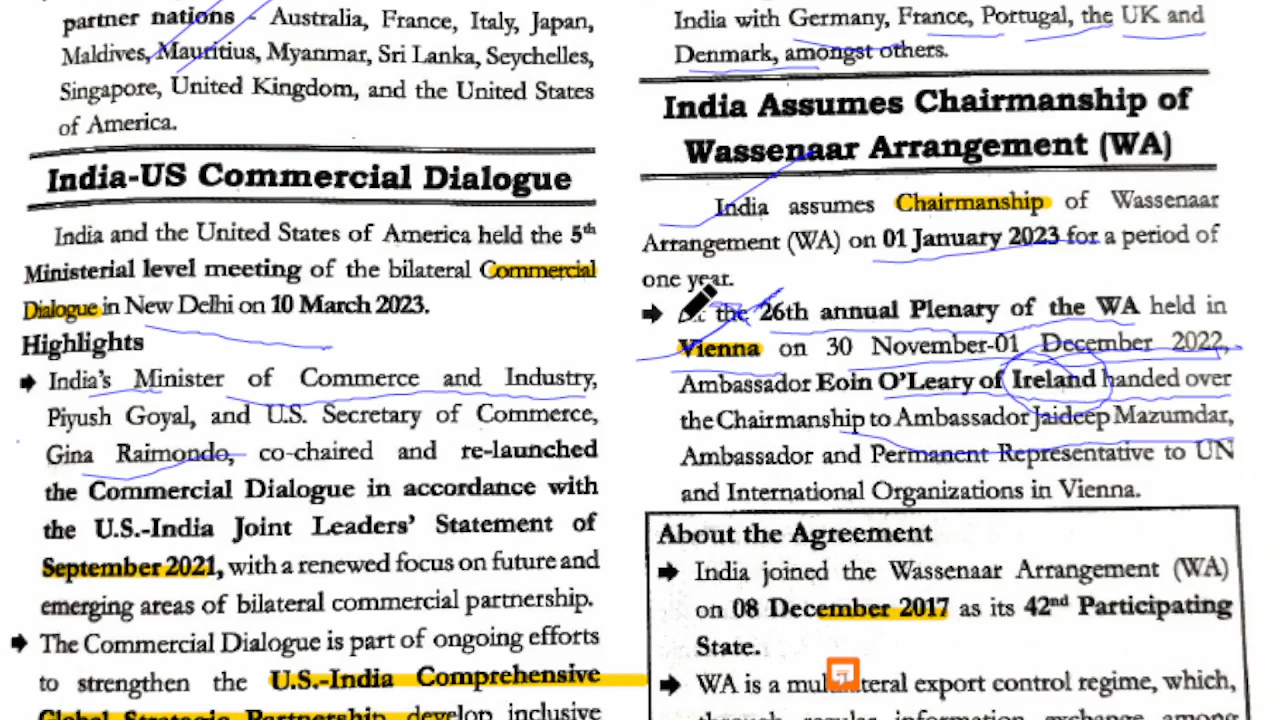 partner nations - Australia, France, Italy, Japan,
Maldives, Mauritius, Myanmar, Sri Lanka, Seychelles,
Singapore, United Kingdom, and the United States
of America.
India-US Commercial Dialogue
India and the United States of America held the 5th
Ministerial level meeting of the bilateral Commercial
Dialogue in New Delhi on 10 March 2023.
Highlights
India's Minister of Commerce and Industry,
Piyush Goyal, and U.S. Secretary of Commerce,
Gina Raimondo, co-chaired and re-launched
the Commercial Dialogue in accordance with
the U.S.-India Joint Leaders' Statement of
September 2021, with a renewed focus on future and
emerging areas of bilateral commercial partnership.
The Commercial Dialogue is part of ongoing efforts
to strengthen the U.S.-India Comprehensive
Global Strategic Partnership, develop inclusive
India with Germany, France, Portugal, the UK and
Denmark, amongst others.
India Assumes Chairmanship of
Wassenaar Arrangement (WA)
India assumes Chairmanship of Wassenaar
Arrangement (WA) on 01 January 2023 for a period of
one year.
the 26th annual Plenary of the WA held in
Vienna on 30 November-01 December 2022,
Ambassador Eoin O'Leary of Ireland handed over
the Chairmanship to Ambassador Jaideep Mazumdar,
Ambassador and Permanent Representative to UN
and International Organizations in Vienna.
About the Agreement
India joined the Wassenaar Arrangement (WA)
on 08 December 2017 as its 42nd Participating
State.
WA is a multilateral export control regime, which,
through regular information exchange among